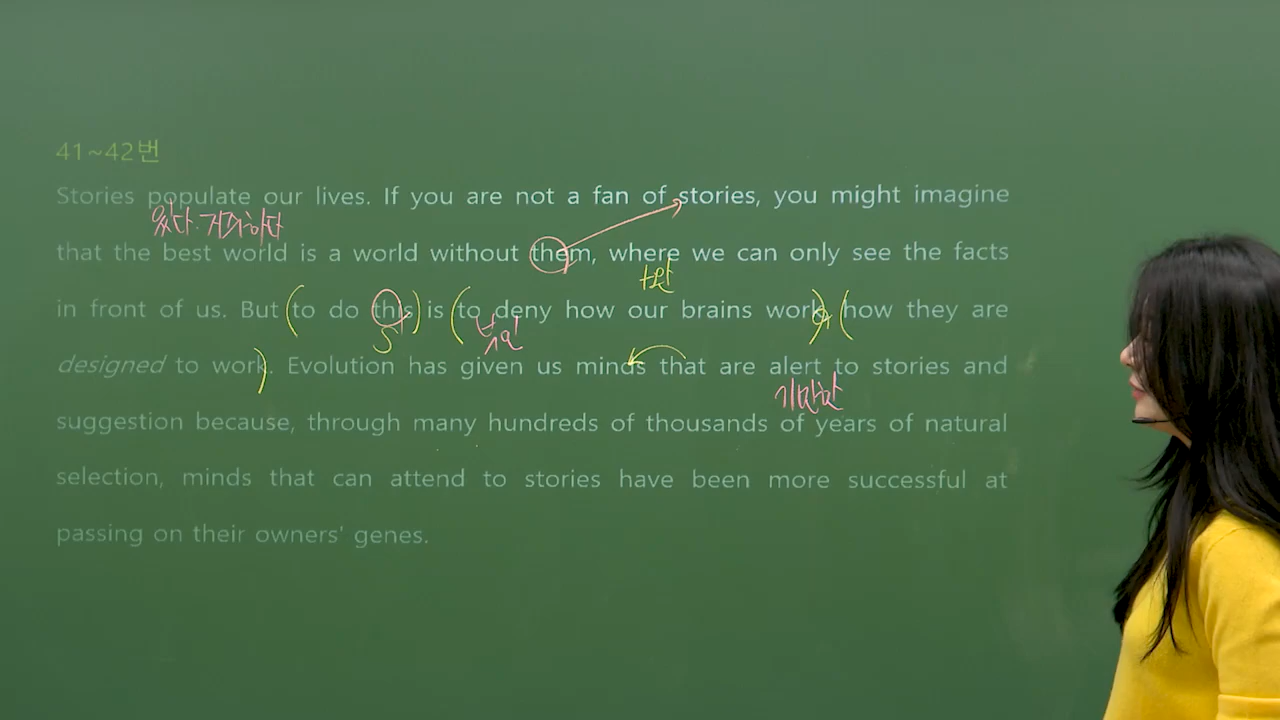 41~42번
Stories populate our lives. If you are not a fan of stories, you might imagine
있다. 거주하다
that the best world is a world without them, where we can only see the facts
in front of us. But (to do this) is (to deny how our brains work, (how they are
S 부인
designed to work). Evolution has given us minds that are alert to stories and
기민한
suggestion because, through many hundreds of thousands of years of natural
selection, minds that can attend to stories have been more successful at
passing on their owners' genes.